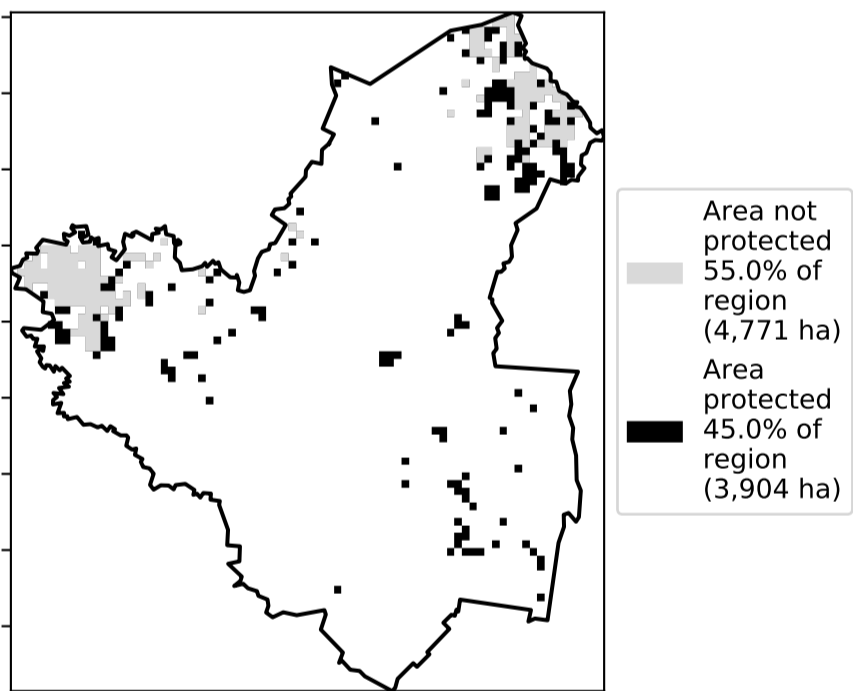 Area not
protected
55.0% of
region
(4,771 ha)
Area
protected
45.0% of
region
(3,904 ha)